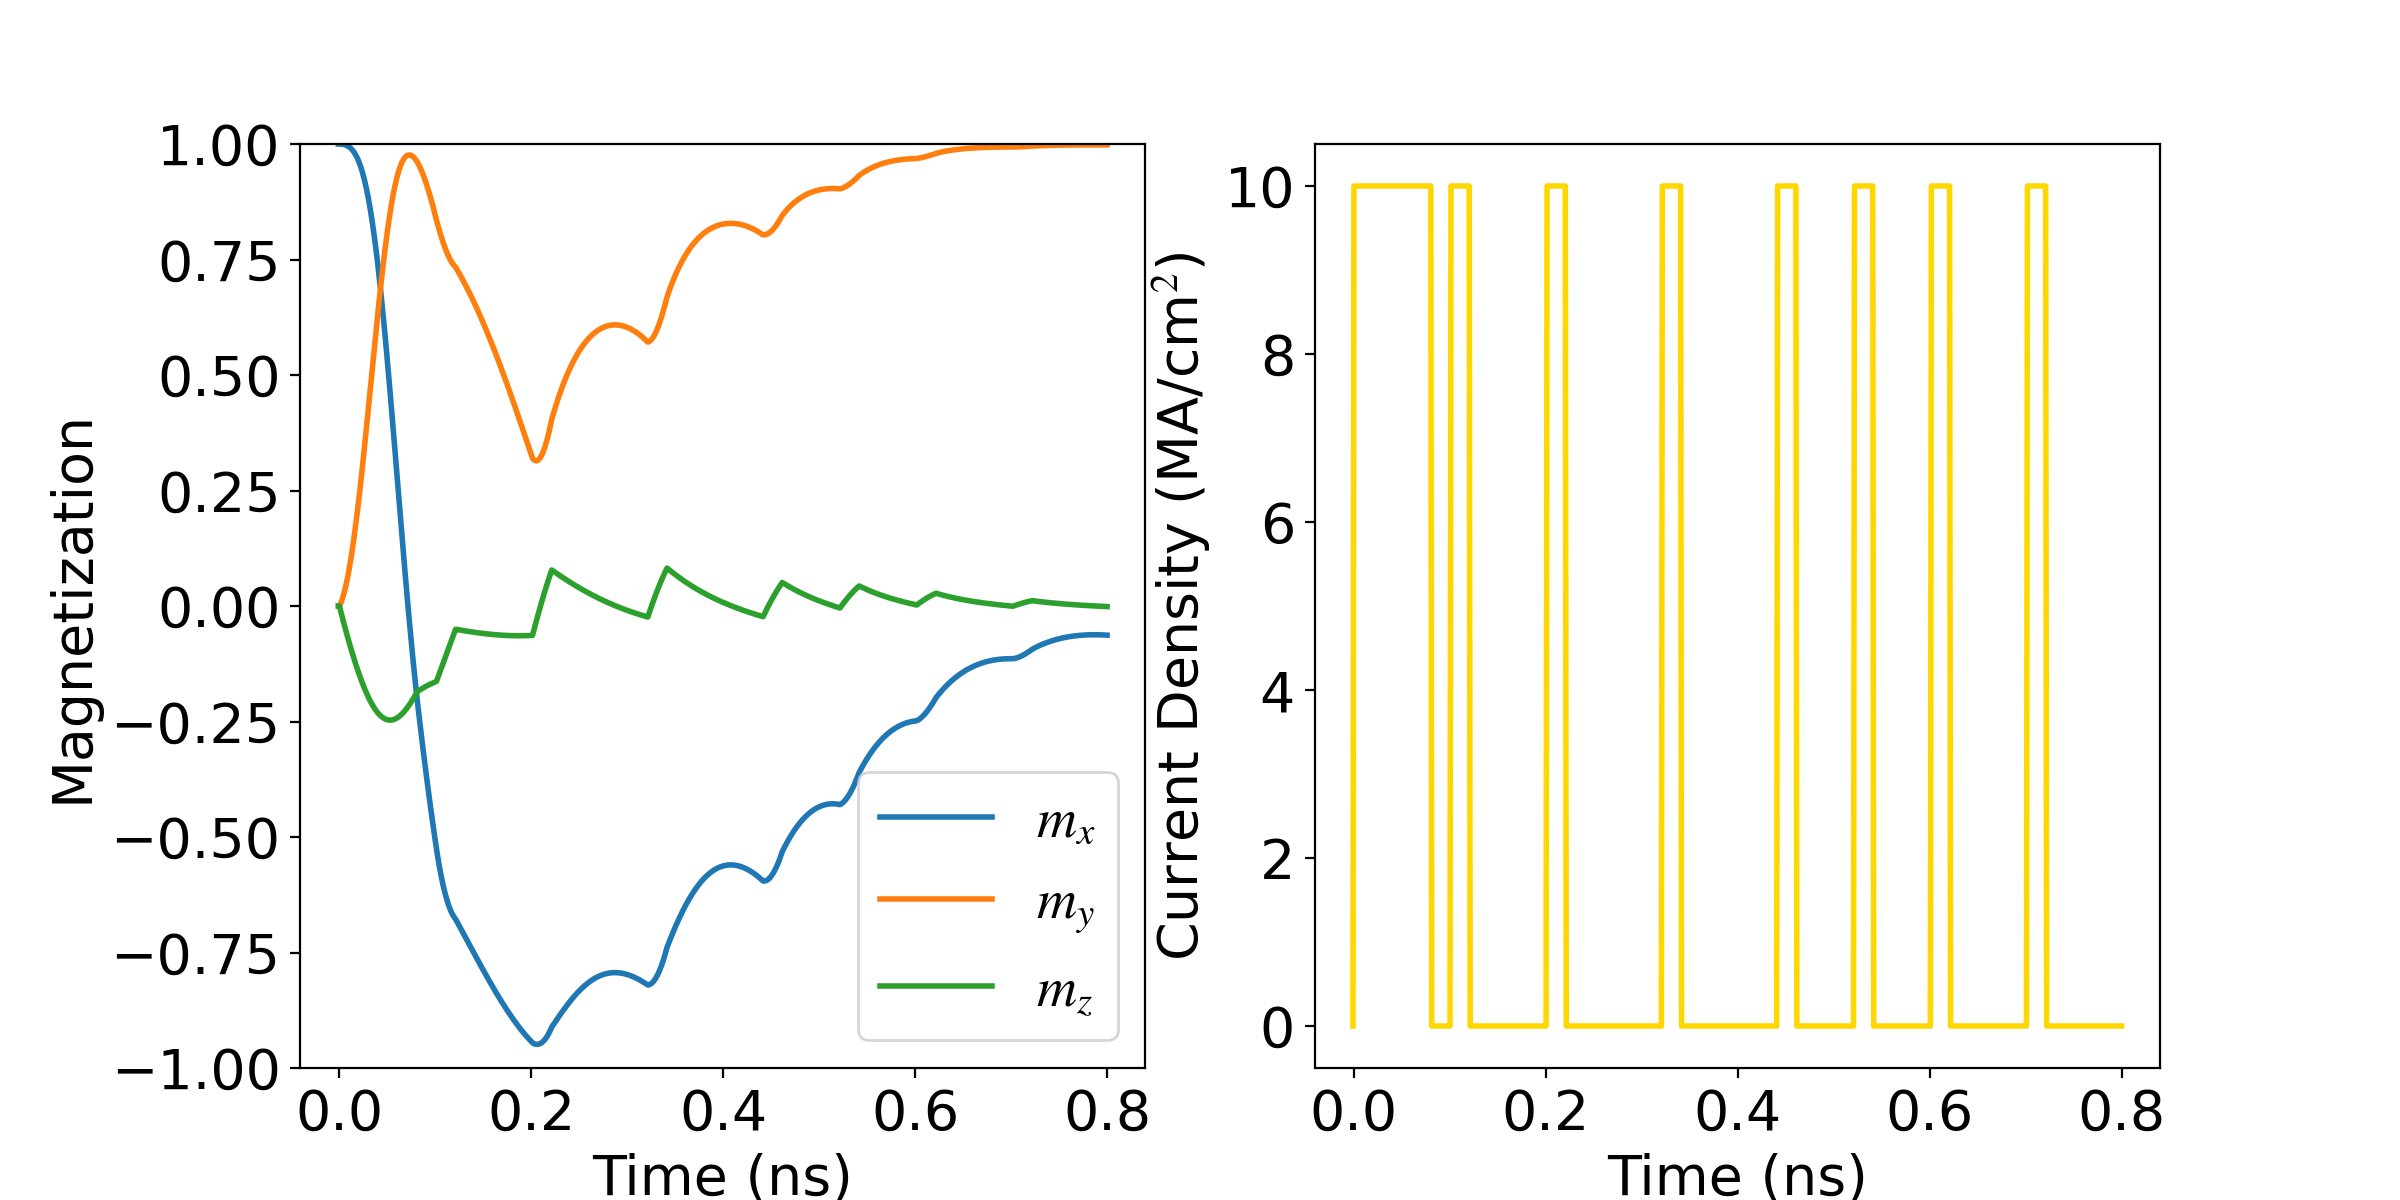 Magnetization
1.00
0.75
0.50
0.25
0.00
−0.25
−0.50
−0.75
−1.00
0.0 0.2 0.4 0.6 0.8
Time (ns)
m_x
m_y
m_z
Current Density (MA/cm²)
10
8
6
4
2
0
0.0 0.2 0.4 0.6 0.8
Time (ns)